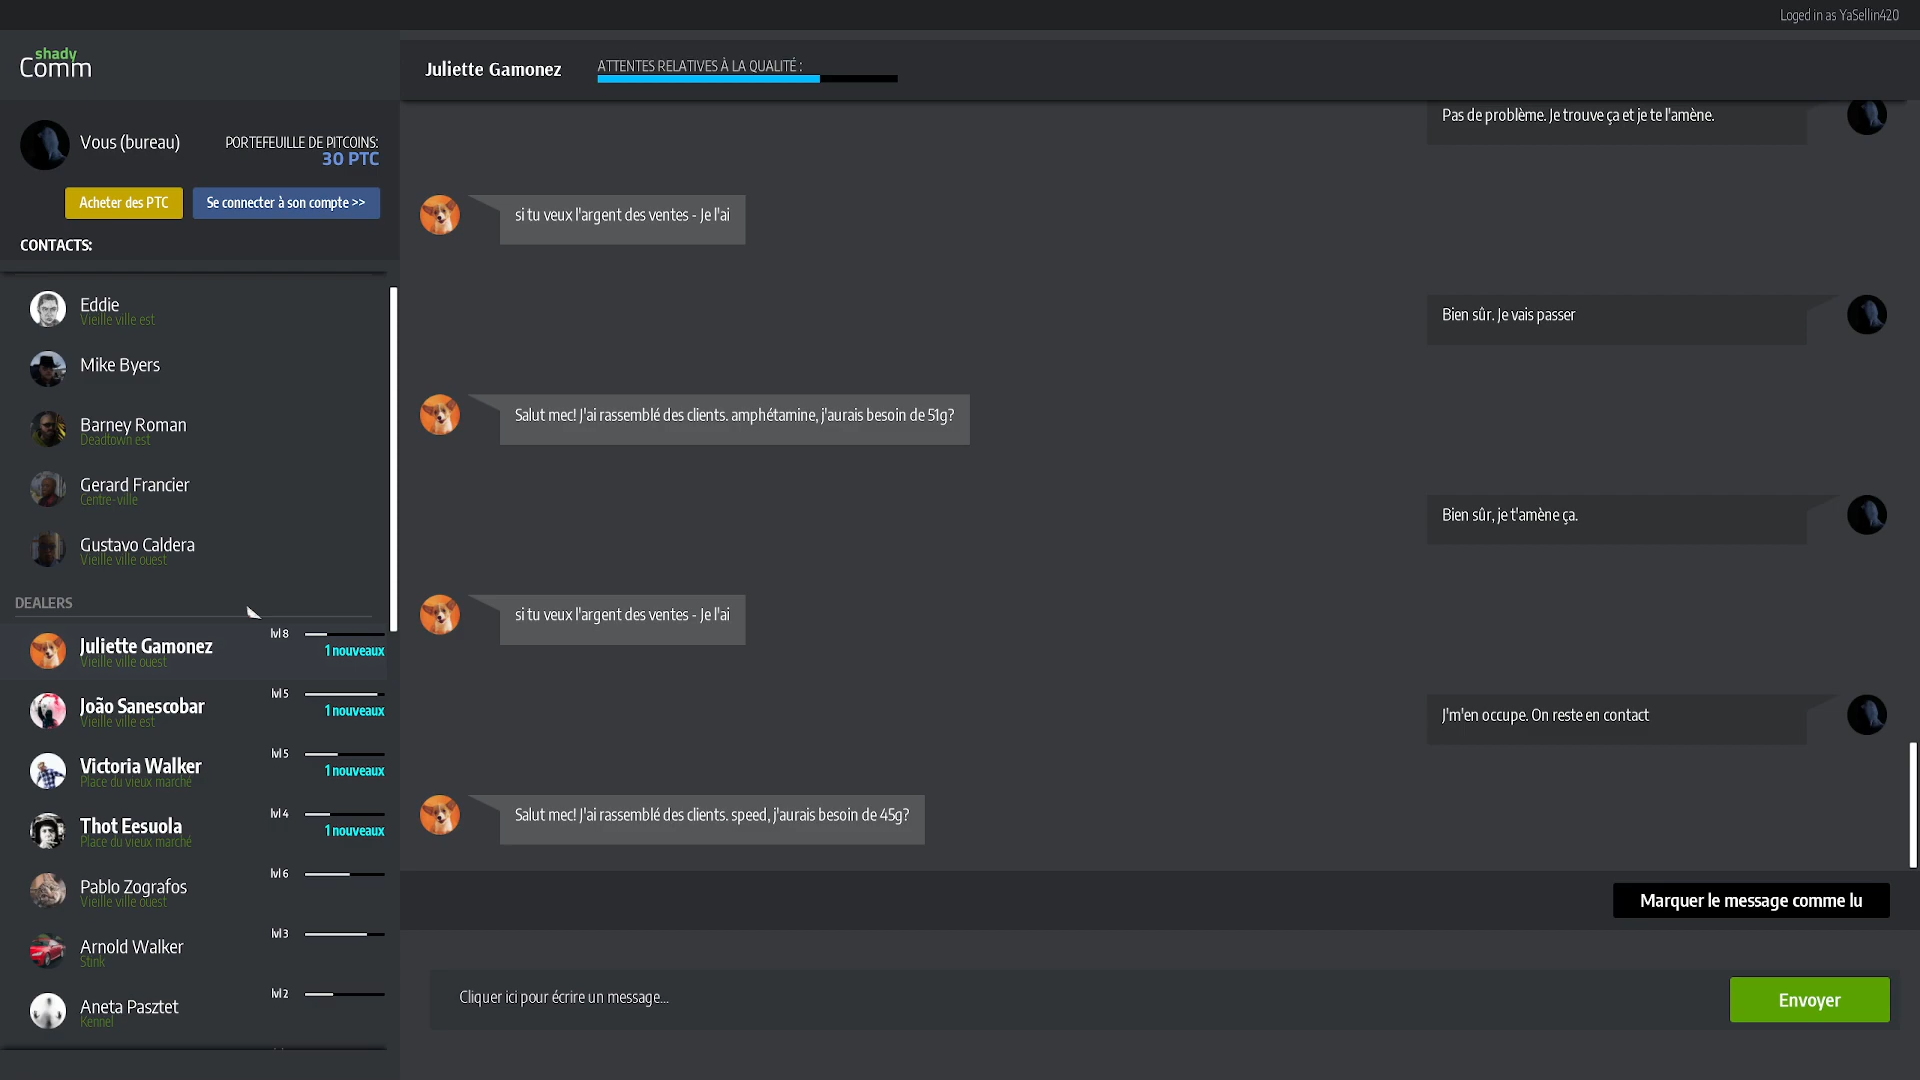 Loged in as YaSellin420
shady
Comm
Vous (bureau)
PORTEFEUILLE DE PITCOINS:
30 PTC
Acheter des PTC
Se connecter à son compte >>
CONTACTS:
Eddie
Vieille ville est
Mike Byers
Barney Roman
Deadtown est
Gerard Francier
Centre-ville
Gustavo Caldera
Vieille ville ouest
DEALERS
Juliette Gamonez
Vieille ville ouest
lvl 8
1 nouveaux
João Sanescobar
Vieille ville est
lvl 5
1 nouveaux
Victoria Walker
Place du vieux marché
lvl 5
1 nouveaux
Thot Eesuola
Place du vieux marché
lvl 4
1 nouveaux
Pablo Zografos
Vieille ville ouest
lvl 6
Arnold Walker
Stink
lvl 3
Aneta Pasztet
Kennel
lvl 2
Juliette Gamonez
ATTENTES RELATIVES À LA QUALITÉ :
Pas de problème. Je trouve ça et je te l'amène.
si tu veux l'argent des ventes - Je l'ai
Bien sûr. Je vais passer
Salut mec! J'ai rassemblé des clients. amphétamine, j'aurais besoin de 51g?
Bien sûr, je t'amène ça.
si tu veux l'argent des ventes - Je l'ai
J'm'en occupe. On reste en contact
Salut mec! J'ai rassemblé des clients. speed, j'aurais besoin de 45g?
Marquer le message comme lu
Cliquer ici pour écrire un message...
Envoyer